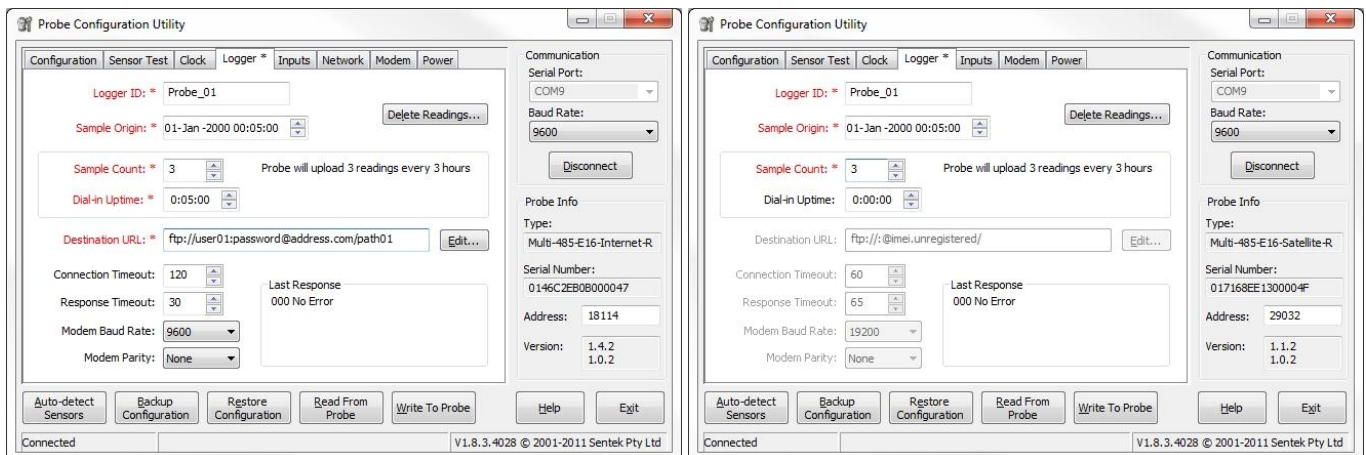 Probe Configuration Utility
Configuration Sensor Test Clock Logger * Inputs Network Modem Power
Logger ID: * Probe_01
Delete Readings...
Sample Origin: * 01-Jan -2000 00:05:00
Sample Count: * 3 Probe will upload 3 readings every 3 hours
Dial-in Uptime: * 0:05:00
Destination URL: * ftp://user01:password@address.com/path01 Edit...
Connection Timeout: 120
Response Timeout: 30
Modem Baud Rate: 9600
Modem Parity: None
Last Response
000 No Error
Communication
Serial Port:
COM9
Baud Rate:
9600
Disconnect
Probe Info
Type:
Multi-485-E16-Internet-R
Serial Number:
0146C2EB0B000047
Address: 18114
Version: 1.4.2
1.0.2
Auto-detect Sensors
Backup Configuration
Restore Configuration
Read From Probe
Write To Probe
Help
Exit
Connected
V1.8.3.4028 © 2001-2011 Sentek Pty Ltd
Probe Configuration Utility
Configuration Sensor Test Clock Logger * Inputs Modem Power
Logger ID: * Probe_01
Delete Readings...
Sample Origin: * 01-Jan -2000 00:05:00
Sample Count: * 3 Probe will upload 3 readings every 3 hours
Dial-in Uptime: 0:00:00
Destination URL: ftp://:@imei.unregistered/ Edit...
Connection Timeout: 60
Response Timeout: 65
Modem Baud Rate: 19200
Modem Parity: None
Last Response
000 No Error
Communication
Serial Port:
COM9
Baud Rate:
9600
Disconnect
Probe Info
Type:
Multi-485-E16-Satellite-R
Serial Number:
017168EE1300004F
Address: 29032
Version: 1.1.2
1.0.2
Auto-detect Sensors
Backup Configuration
Restore Configuration
Read From Probe
Write To Probe
Help
Exit
Connected
V1.8.3.4028 © 2001-2011 Sentek Pty Ltd